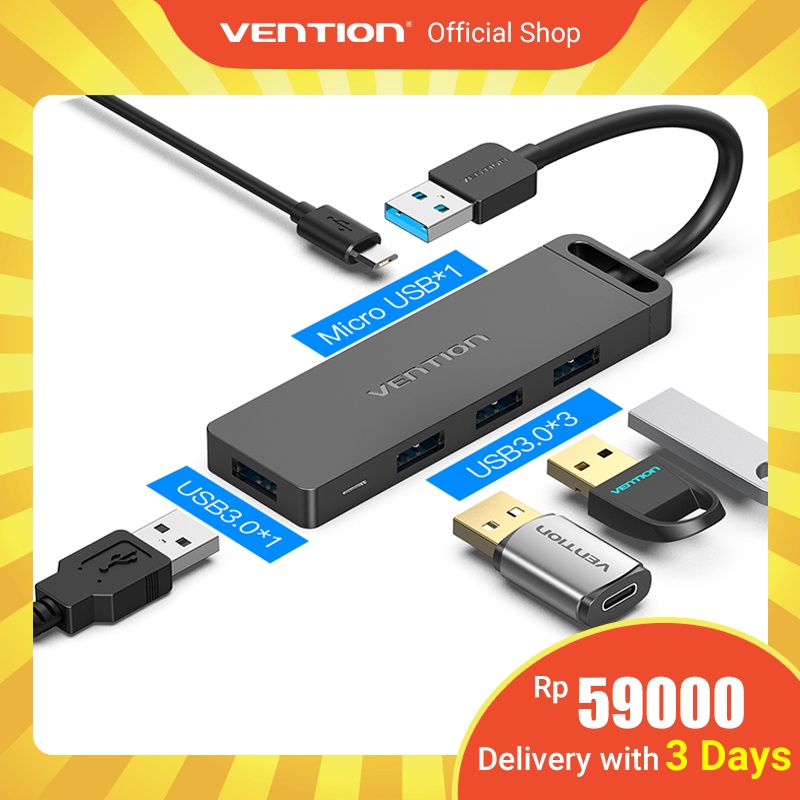 VENTION® Official Shop
VENTION
Micro USB*1
VENTION
USB3.0*3
USB3.0*1
VENTION
VENTION
Rp 59000
Delivery with 3 Days